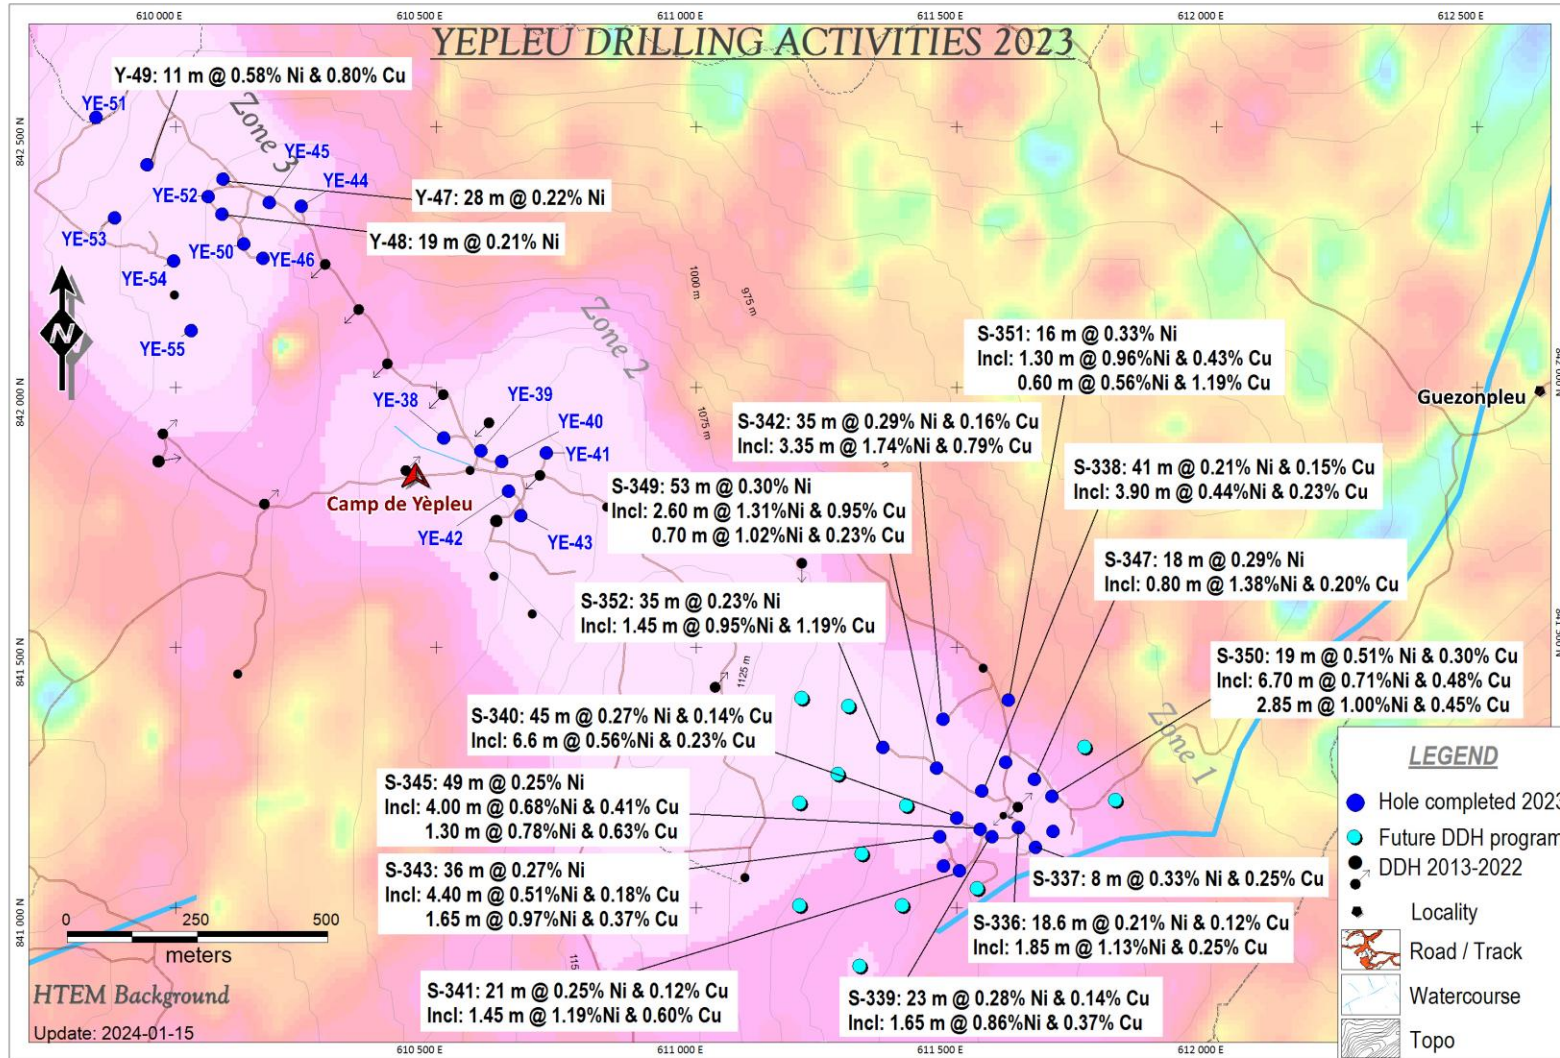 610 000 E
610 500 E
611 000 E
611 500 E
612 000 E
612 500 E
YEPLEU DRILLING ACTIVITIES 2023
Y-49: 11 m @ 0.58% Ni & 0.80% Cu
YE-51
Zone 3
842 500 N
YE-45
YE-44
YE-52
Y-47: 28 m @ 0.22% Ni
YE-53
YE-50
Y-48: 19 m @ 0.21% Ni
YE-46
YE-54
1000 m
975 m
N
YE-55
Zone 2
S-351: 16 m @ 0.33% Ni
Incl: 1.30 m @ 0.96%Ni & 0.43% Cu
0.60 m @ 0.56%Ni & 1.19% Cu
842 000 N
842 000 N
Guezonpleu
YE-38
YE-39
YE-40
YE-41
1075 m
S-342: 35 m @ 0.29% Ni & 0.16% Cu
Incl: 3.35 m @ 1.74%Ni & 0.79% Cu
S-338: 41 m @ 0.21% Ni & 0.15% Cu
Incl: 3.90 m @ 0.44%Ni & 0.23% Cu
Camp de Yèpleu
S-349: 53 m @ 0.30% Ni
Incl: 2.60 m @ 1.31%Ni & 0.95% Cu
0.70 m @ 1.02%Ni & 0.23% Cu
YE-42
YE-43
S-347: 18 m @ 0.29% Ni
Incl: 0.80 m @ 1.38%Ni & 0.20% Cu
S-352: 35 m @ 0.23% Ni
Incl: 1.45 m @ 0.95%Ni & 1.19% Cu
841 500 N
841 500 N
1125 m
S-350: 19 m @ 0.51% Ni & 0.30% Cu
Incl: 6.70 m @ 0.71%Ni & 0.48% Cu
2.85 m @ 1.00%Ni & 0.45% Cu
S-340: 45 m @ 0.27% Ni & 0.14% Cu
Incl: 6.6 m @ 0.56%Ni & 0.23% Cu
Zone 1
S-345: 49 m @ 0.25% Ni
Incl: 4.00 m @ 0.68%Ni & 0.41% Cu
1.30 m @ 0.78%Ni & 0.63% Cu
S-343: 36 m @ 0.27% Ni
Incl: 4.40 m @ 0.51%Ni & 0.18% Cu
1.65 m @ 0.97%Ni & 0.37% Cu
S-337: 8 m @ 0.33% Ni & 0.25% Cu
S-336: 18.6 m @ 0.21% Ni & 0.12% Cu
Incl: 1.85 m @ 1.13%Ni & 0.25% Cu
841 000 N
0 250 500
meters
115
S-341: 21 m @ 0.25% Ni & 0.12% Cu
Incl: 1.45 m @ 1.19%Ni & 0.60% Cu
S-339: 23 m @ 0.28% Ni & 0.14% Cu
Incl: 1.65 m @ 0.86%Ni & 0.37% Cu
HTEM Background
Update: 2024-01-15
LEGEND
Hole completed 2023
Future DDH program
DDH 2013-2022
Locality
Road / Track
Watercourse
Topo
610 500 E
611 000 E
611 500 E
612 000 E